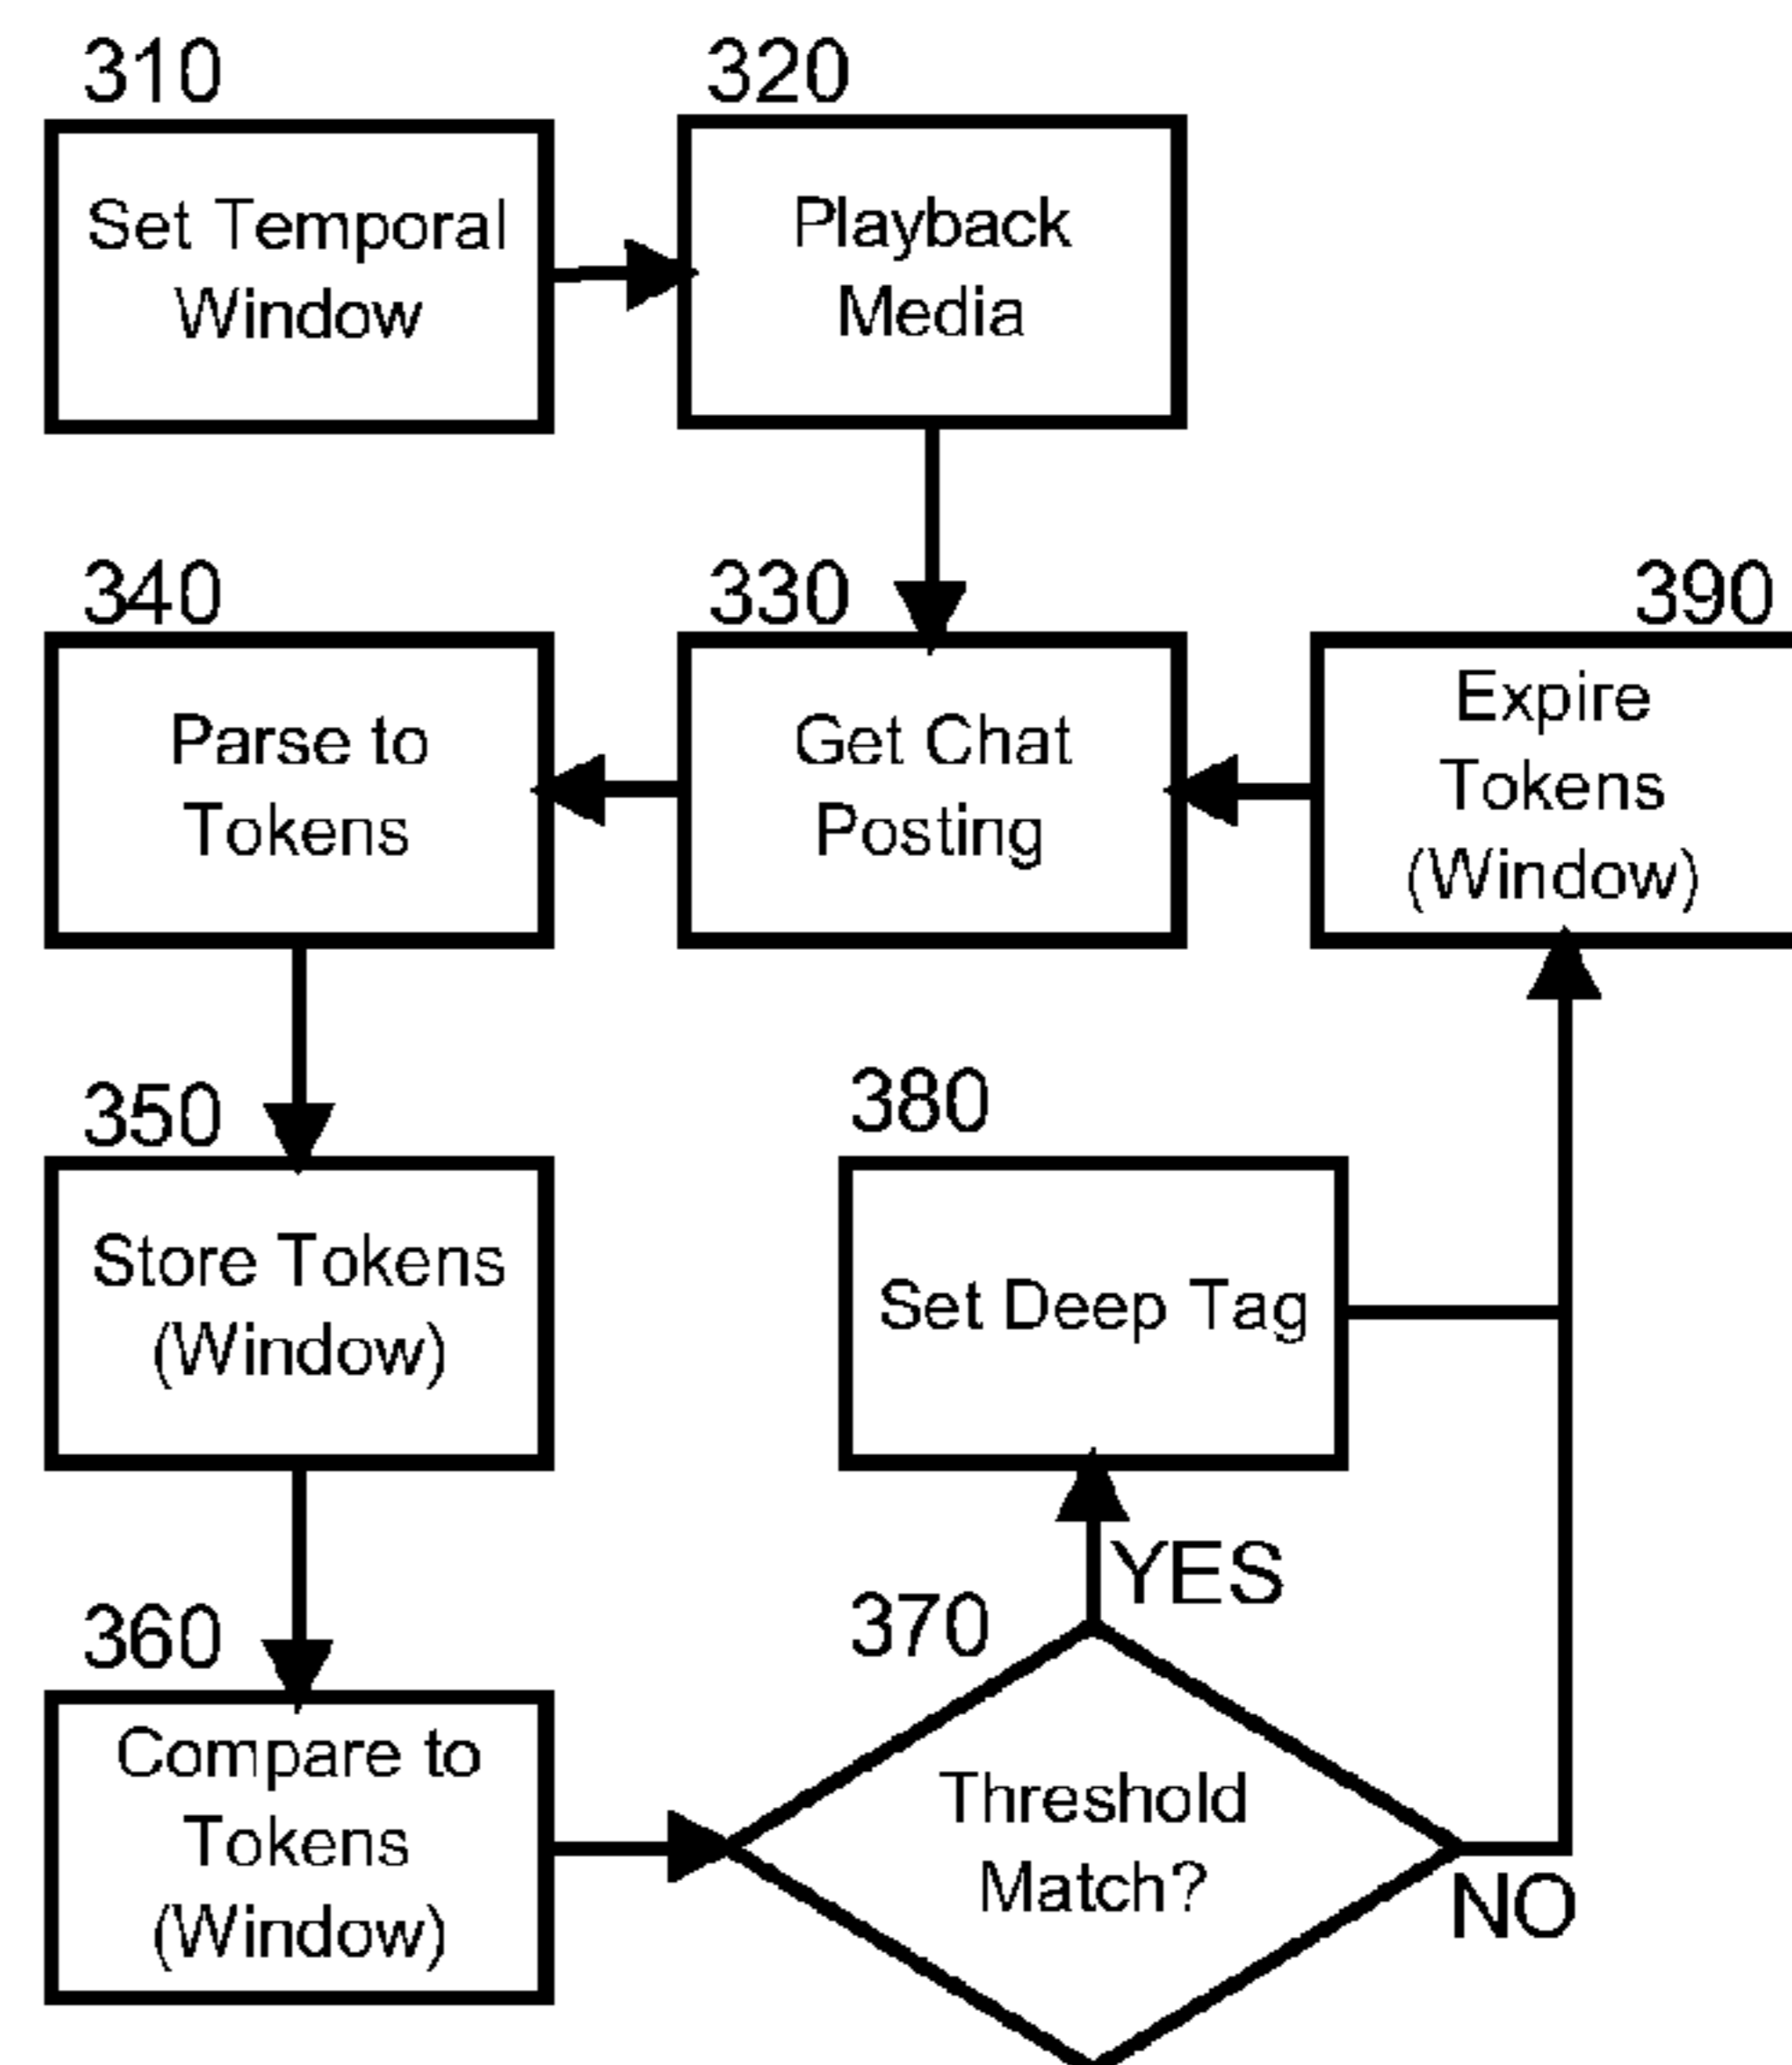 310
Set Temporal
Window
320
Playback
Media
340
Parse to
Tokens
330
Get Chat
Posting
390
Expire
Tokens
(Window)
350
Store Tokens
(Window)
380
Set Deep Tag
YES
360
Compare to
Tokens
(Window)
370
Threshold
Match?
NO